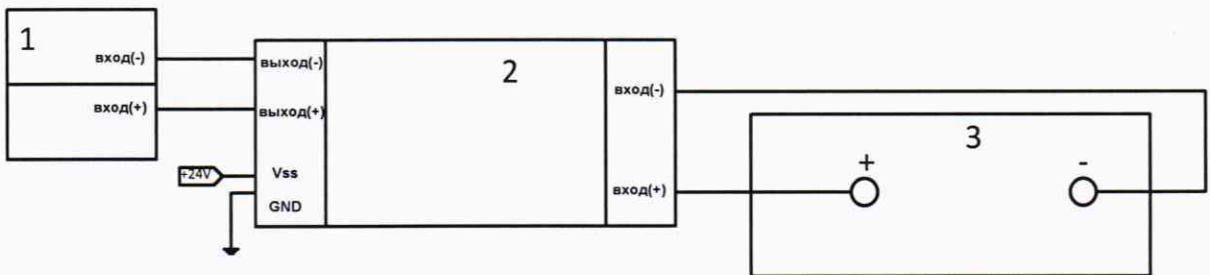 1
вход(-)
вход(+)
выход(-)
выход(+)
+24V
Vss
GND
2
вход(-)
вход(+)
3
+ -